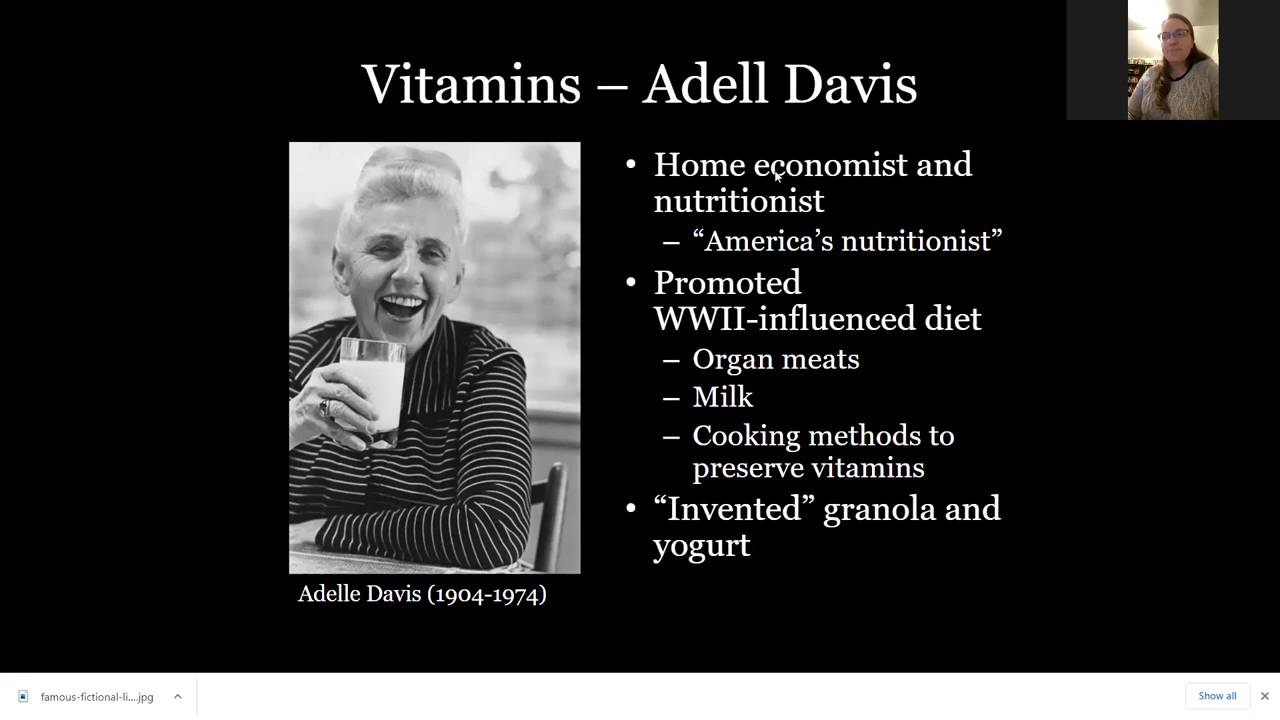 Vitamins – Adell Davis
• Home economist and
nutritionist
– “America’s nutritionist”
• Promoted
WWII-influenced diet
– Organ meats
– Milk
– Cooking methods to
preserve vitamins
• “Invented” granola and
yogurt
Adelle Davis (1904-1974)
famous-fictional-li....jpg
Show all